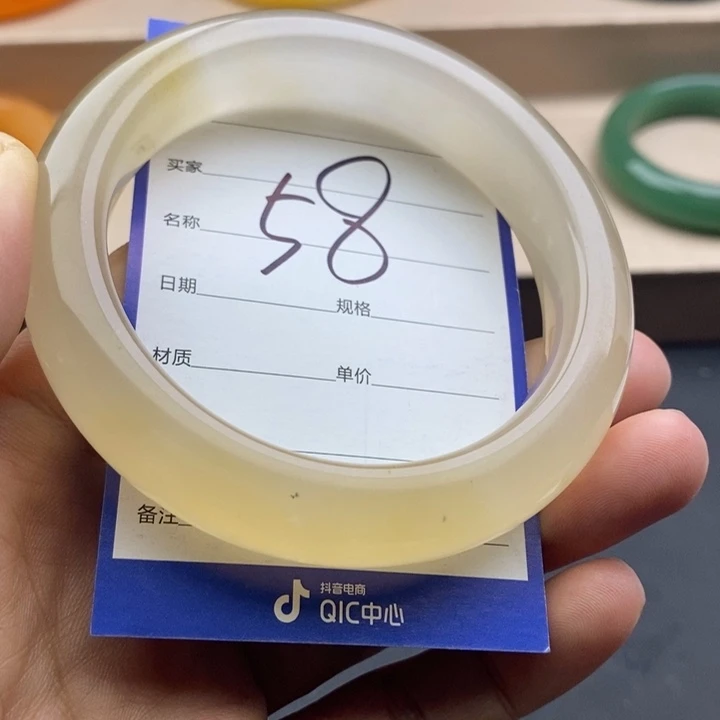 买家
58
名称
日期 规格
材质 单价
备注
抖音电商
QIC中心